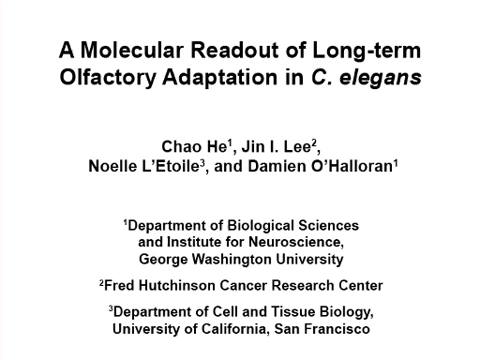 A Molecular Readout of Long-term
Olfactory Adaptation in C. elegans
Chao He¹, Jin I. Lee²,
Noelle L’Etoile³, and Damien O’Halloran¹
¹Department of Biological Sciences
and Institute for Neuroscience,
George Washington University
²Fred Hutchinson Cancer Research Center
³Department of Cell and Tissue Biology,
University of California, San Francisco